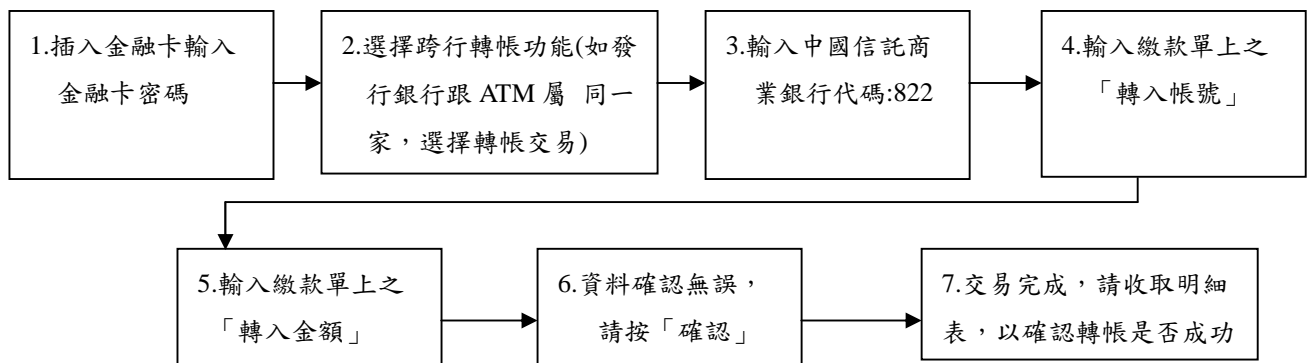 1.插入金融卡輸入
金融卡密碼
2.選擇跨行轉帳功能(如發
行銀行跟 ATM 屬 同一
家，選擇轉帳交易)
3.輸入中國信託商
業銀行代碼:822
4.輸入繳款單上之
「轉入帳號」
5.輸入繳款單上之
「轉入金額」
6.資料確認無誤，
請按「確認」
7.交易完成，請收取明細
表，以確認轉帳是否成功